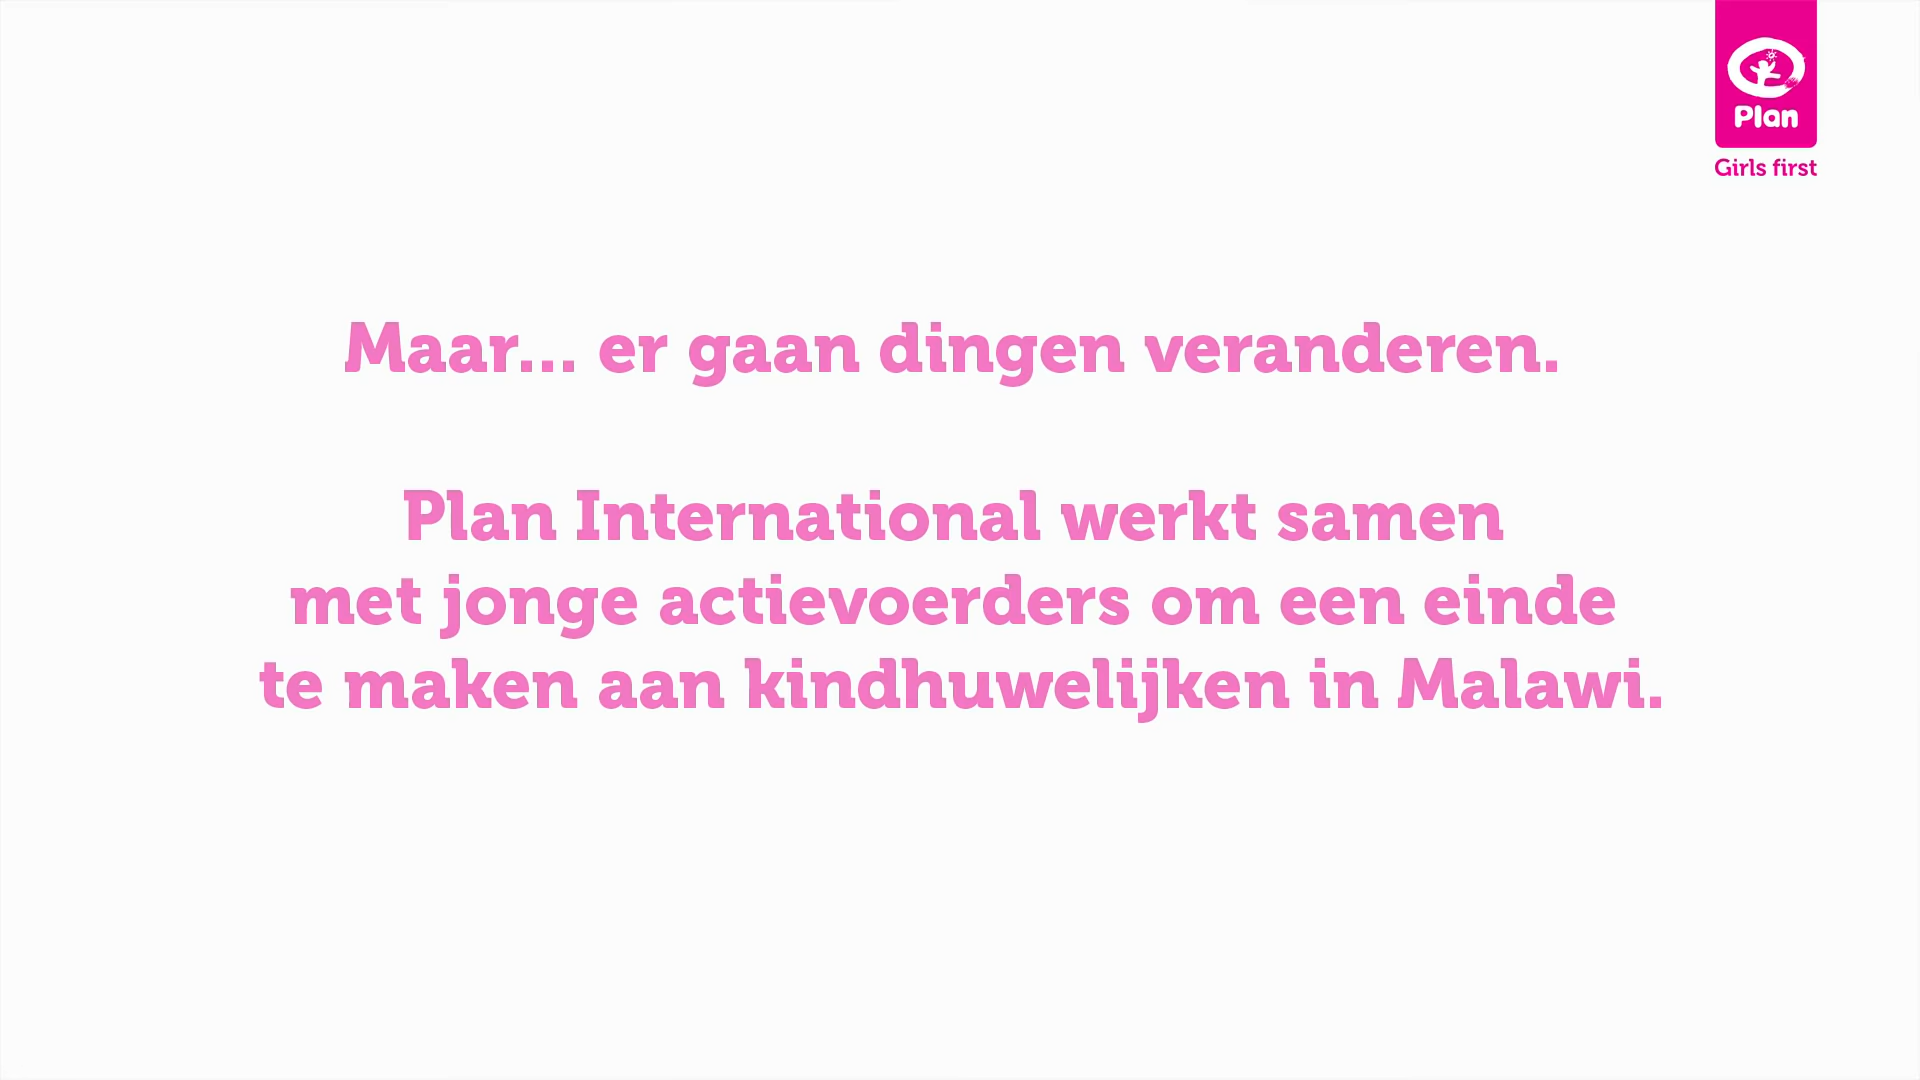 Plan
Girls first
Maar... er gaan dingen veranderen.
Plan International werkt samen
met jonge actievoerders om een einde
te maken aan kindhuwelijken in Malawi.